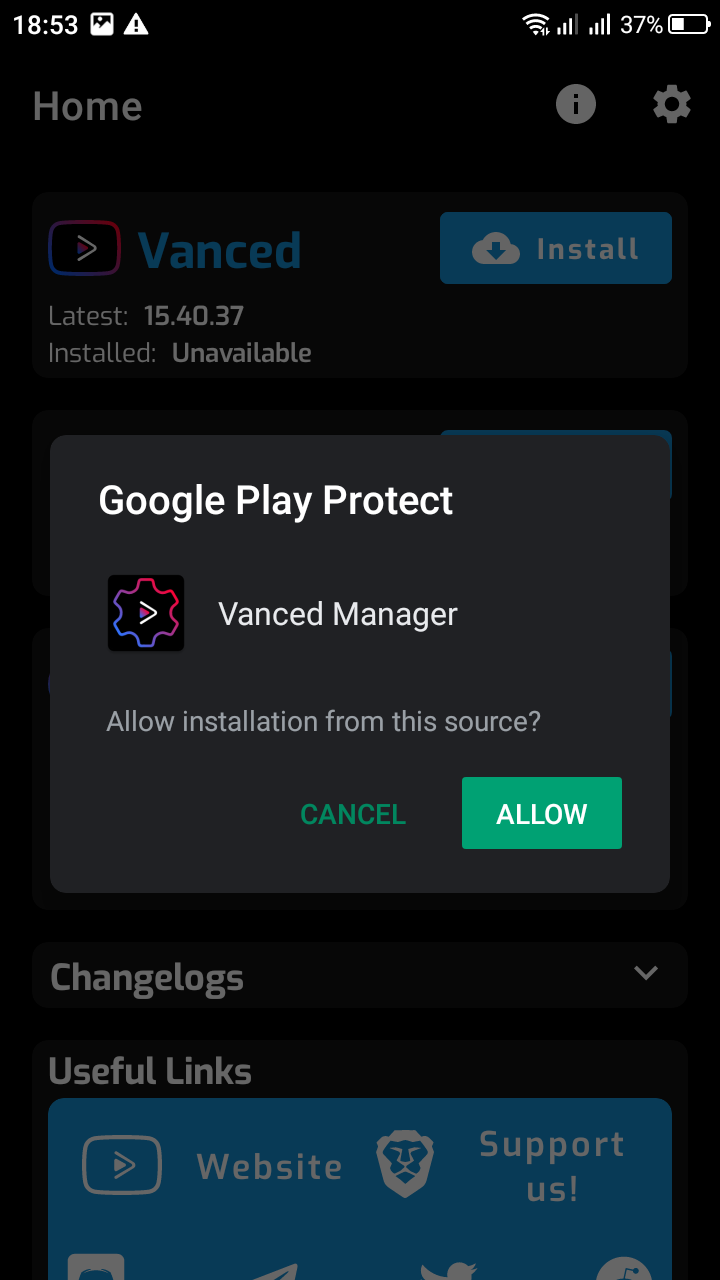 18:53 37%
Home
Vanced
Install
Latest: 15.40.37
Installed: Unavailable
Google Play Protect
Vanced Manager
Allow installation from this source?
CANCEL
ALLOW
Changelogs
Useful Links
Website
Support
us!